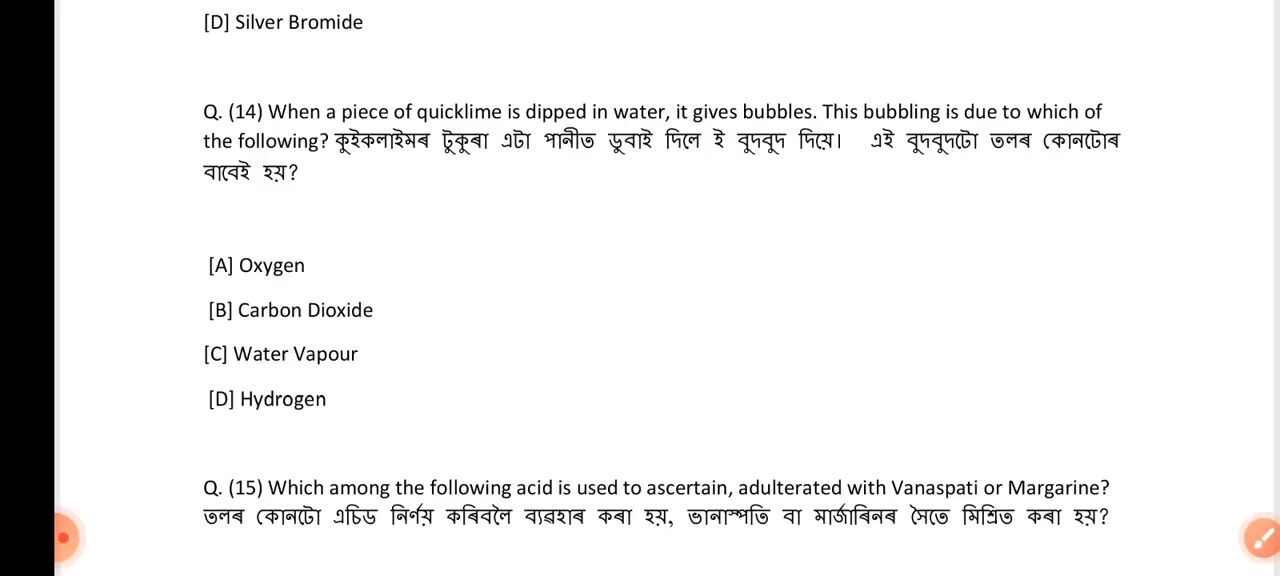 [D] Silver Bromide
Q. (14) When a piece of quicklime is dipped in water, it gives bubbles. This bubbling is due to which of
the following? কুইকলাইমৰ টুকুৰা এটা পানীত ডুবাই দিলে ই বুদবুদ দিয়ে। এই বুদবুদটো তলৰ কোনটোৰ
বাবেই হয়?
[A] Oxygen
[B] Carbon Dioxide
[C] Water Vapour
[D] Hydrogen
Q. (15) Which among the following acid is used to ascertain, adulterated with Vanaspati or Margarine?
তলৰ কোনটো এচিড নিৰ্ণয় কৰিবলৈ ব্যৱহাৰ কৰা হয়, ভানাস্পতি বা মাৰ্জাৰিনৰ সৈতে মিশ্ৰিত কৰা হয়?